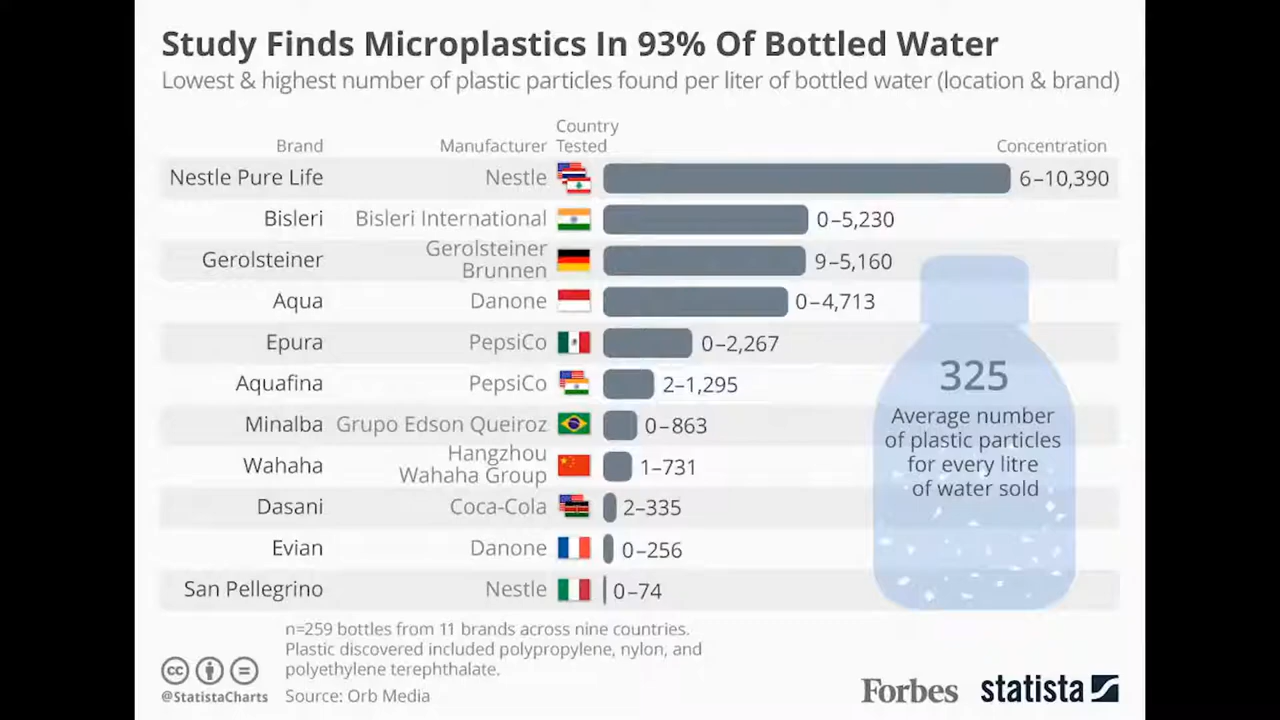 Study Finds Microplastics In 93% Of Bottled Water
Lowest & highest number of plastic particles found per liter of bottled water (location & brand)
Brand Manufacturer Country Tested Concentration
Nestle Pure Life Nestle 6–10,390
Bisleri Bisleri International 0–5,230
Gerolsteiner Gerolsteiner Brunnen 9–5,160
Aqua Danone 0–4,713
Epura PepsiCo 0–2,267
Aquafina PepsiCo 2–1,295
Minalba Grupo Edson Queiroz 0–863
Wahaha Hangzhou Wahaha Group 1–731
Dasani Coca-Cola 2–335
Evian Danone 0–256
San Pellegrino Nestle 0–74
325
Average number
of plastic particles
for every litre
of water sold
n=259 bottles from 11 brands across nine countries.
Plastic discovered included polypropylene, nylon, and
polyethylene terephthalate.
cc
@StatistaCharts Source: Orb Media
Forbes statista